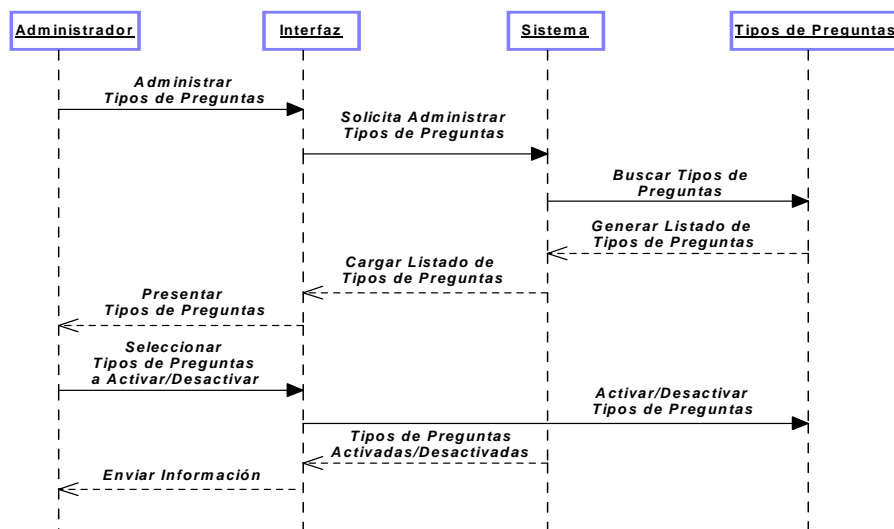 Administrador
Interfaz
Sistema
Tipos de Preguntas
Administrar
Tipos de Preguntas
Solicita Administrar
Tipos de Preguntas
Buscar Tipos de
Preguntas
Generar Listado de
Tipos de Preguntas
Cargar Listado de
Tipos de Preguntas
Presentar
Tipos de Preguntas
Seleccionar
Tipos de Preguntas
a Activar/Desactivar
Activar/Desactivar
Tipos de Preguntas
Tipos de Preguntas
Activadas/Desactivadas
Enviar Información